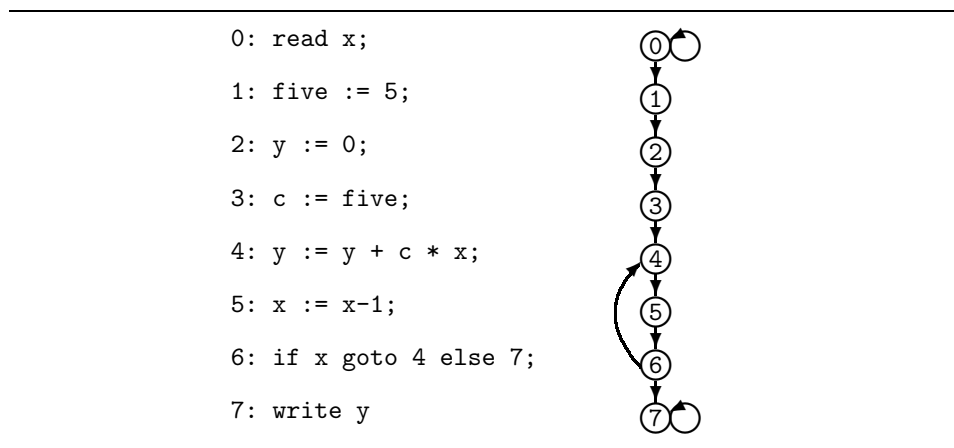 0: read x;
1: five := 5;
2: y := 0;
3: c := five;
4: y := y + c * x;
5: x := x-1;
6: if x goto 4 else 7;
7: write y
0
1
2
3
4
5
6
7